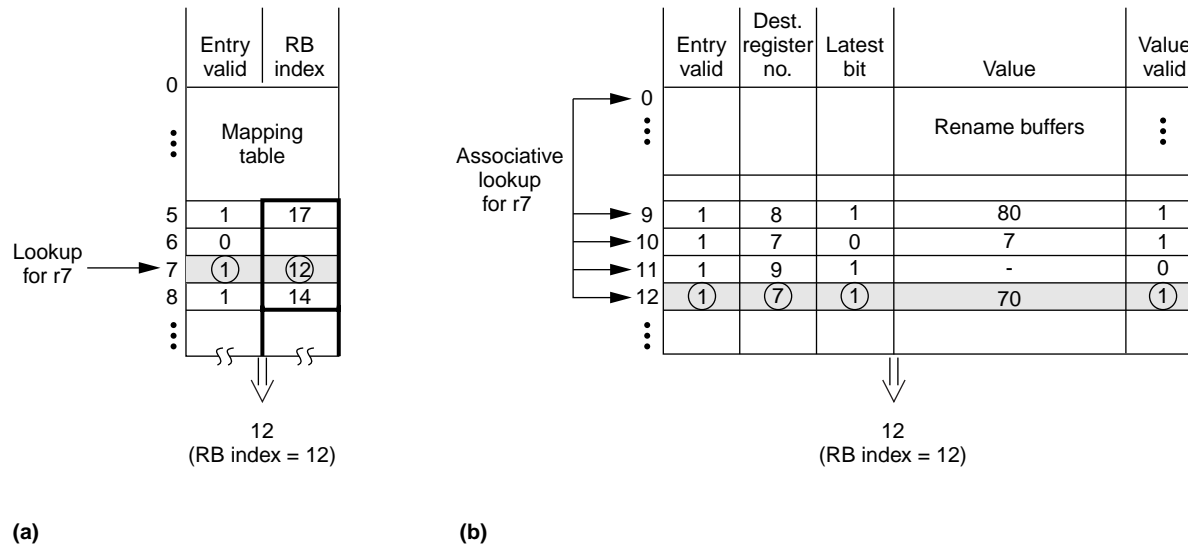 Entry valid
RB index
0
Mapping table
5 1 17
6 0
Lookup for r7
7 1 12
8 1 14
12
(RB index = 12)
(a)
Entry valid
Dest. register no.
Latest bit
Value
Value valid
0
Rename buffers
Associative lookup for r7
9 1 8 1 80 1
10 1 7 0 7 1
11 1 9 1 - 0
12 1 7 1 70 1
12
(RB index = 12)
(b)